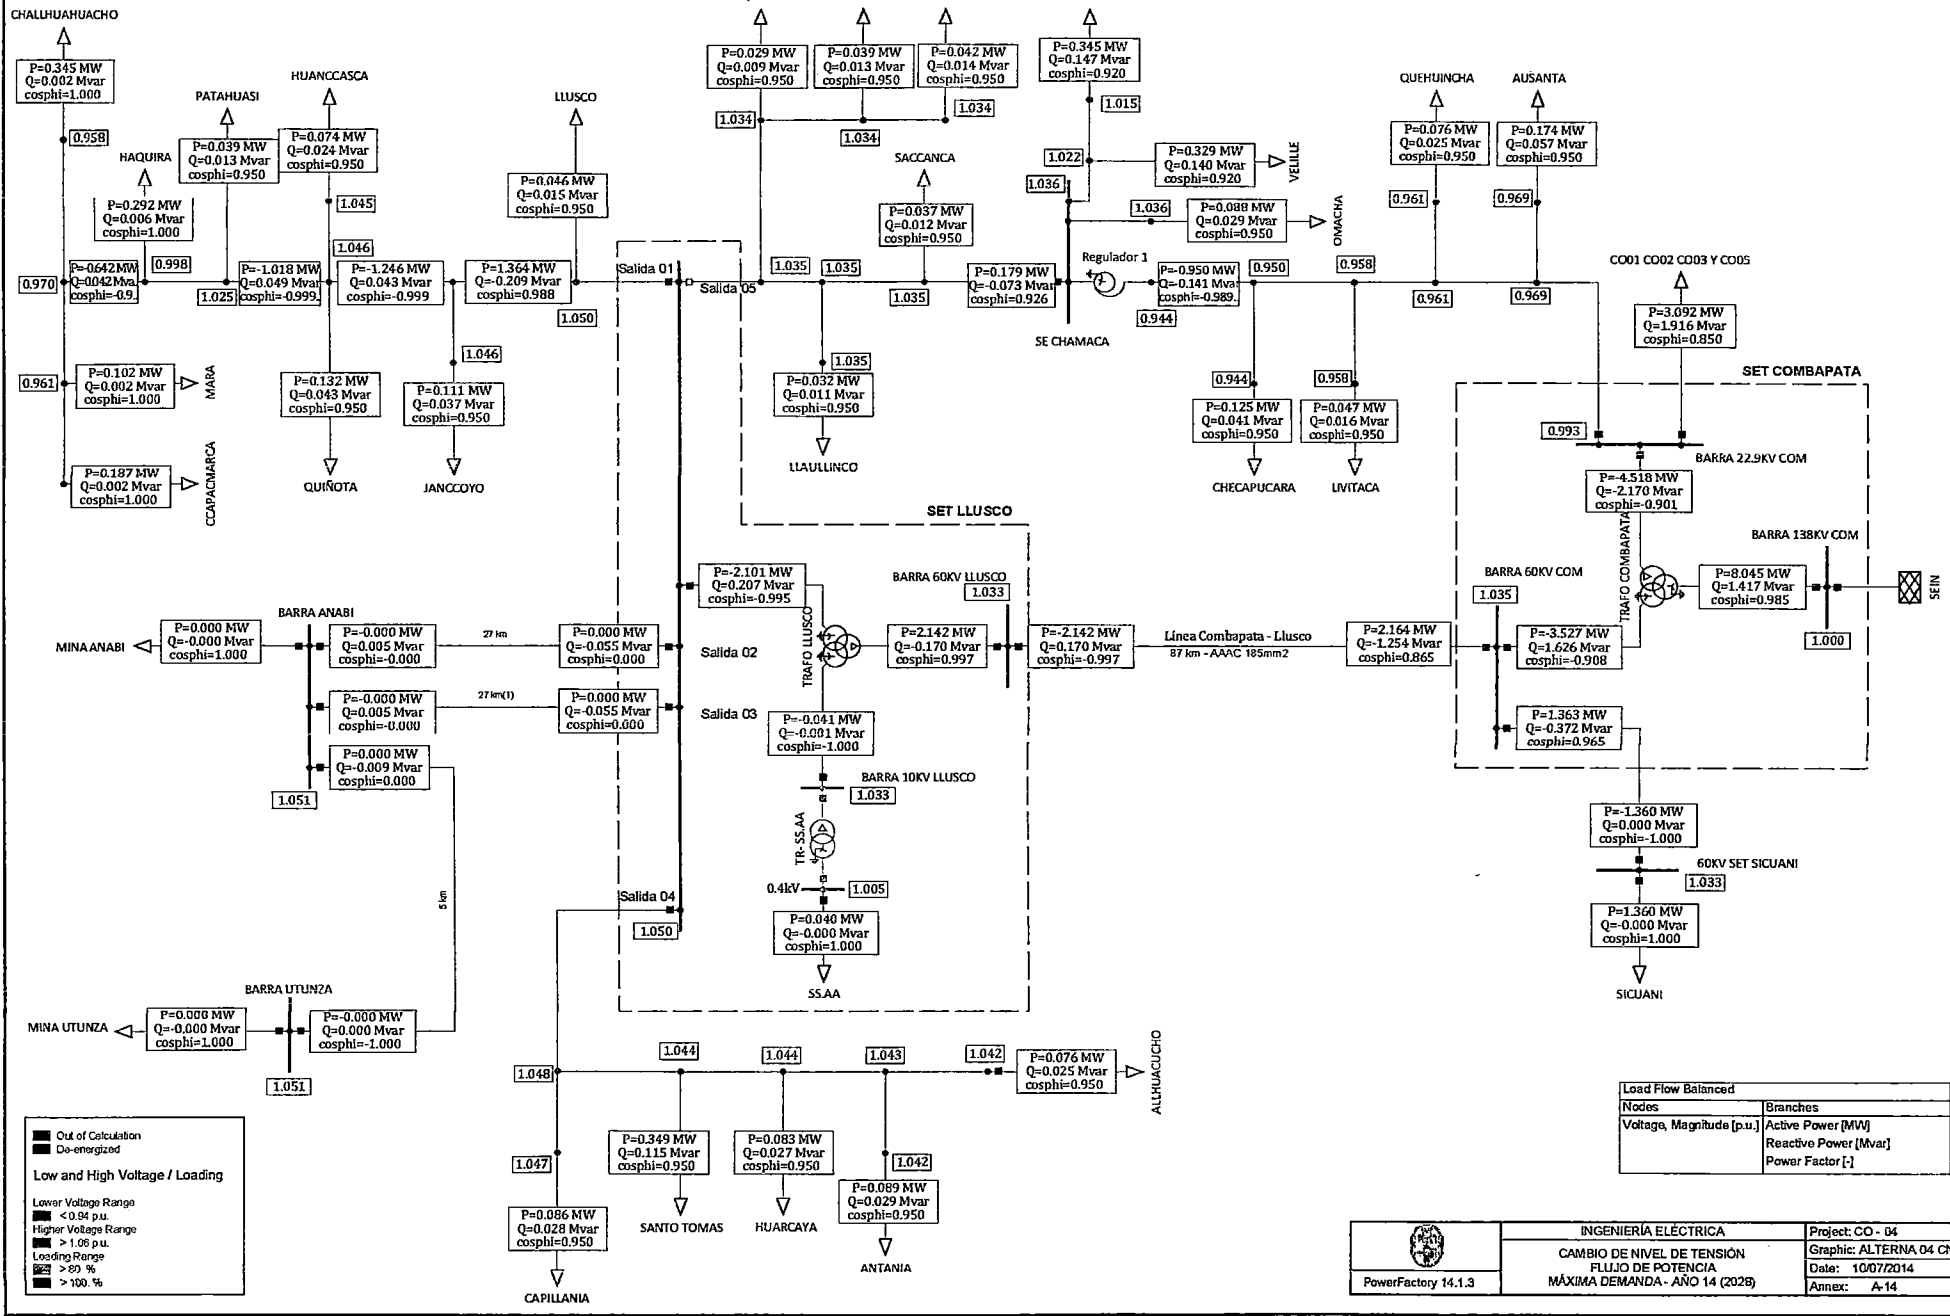 CHALLHUAHUACHO
P=0.345 MW
Q=0.002 Mvar
cosphi=1.000
0.958
HAQUIRA
P=0.292 MW
Q=0.006 Mvar
cosphi=1.000
PATAHUASI
P=0.039 MW
Q=0.013 Mvar
cosphi=0.950
HUANCCASCA
P=0.074 MW
Q=0.024 Mvar
cosphi=0.950
1.045
1.046
LLUSCO
P=0.046 MW
Q=0.015 Mvar
cosphi=0.950
0.970
P=-0.642 MW
Q=0.042 Mva
cosphi=-0.9
0.998
1.025
P=-1.018 MW
Q=0.049 Mvar
cosphi=-0.999
P=-1.246 MW
Q=0.043 Mvar
cosphi=-0.999
P=1.364 MW
Q=-0.209 Mvar
cosphi=0.988
1.050
1.046
0.961
P=0.102 MW
Q=0.002 Mvar
cosphi=1.000
MARA
P=0.187 MW
Q=0.002 Mvar
cosphi=1.000
CCAPACMARCA
P=0.132 MW
Q=0.043 Mvar
cosphi=0.950
QUIÑOTA
P=0.111 MW
Q=0.037 Mvar
cosphi=0.950
JANCCOYO
P=0.029 MW
Q=0.009 Mvar
cosphi=0.950
P=0.039 MW
Q=0.013 Mvar
cosphi=0.950
P=0.042 MW
Q=0.014 Mvar
cosphi=0.950
1.034
1.034
1.034
P=0.345 MW
Q=0.147 Mvar
cosphi=0.920
1.015
1.022
P=0.329 MW
Q=0.140 Mvar
cosphi=0.920
VELILLE
1.036
1.036
P=0.088 MW
Q=0.029 Mvar
cosphi=0.950
OMACHA
SACCANCA
P=0.037 MW
Q=0.012 Mvar
cosphi=0.950
Salida 01
Salida 05
1.035
1.035
1.035
P=0.179 MW
Q=-0.073 Mvar
cosphi=0.926
Regulador 1
P=-0.950 MW
Q=-0.141 Mva
cosphi=-0.989
0.944
SE CHAMACA
1.035
P=0.032 MW
Q=0.011 Mvar
cosphi=0.950
LLAULLINCO
QUEHUINCHA
P=0.076 MW
Q=0.025 Mvar
cosphi=0.950
0.961
AUSANTA
P=0.174 MW
Q=0.057 Mvar
cosphi=0.950
0.969
0.950
0.958
0.961
0.969
CO01 CO02 CO03 Y CO05
P=3.092 MW
Q=1.916 Mvar
cosphi=0.850
0.944
P=0.125 MW
Q=0.041 Mvar
cosphi=0.950
CHECAPUCARA
0.958
P=0.047 MW
Q=0.016 Mvar
cosphi=0.950
LIVITACA
SET COMBAPATA
0.993
BARRA 22.9KV COM
P=-4.518 MW
Q=-2.170 Mvar
cosphi=-0.901
TRAFO COMBAPATA
BARRA 138KV COM
P=8.045 MW
Q=1.417 Mvar
cosphi=0.985
1.000
SEIN
SET LLUSCO
P=-2.101 MW
Q=0.207 Mvar
cosphi=-0.995
TRAFO LLUSCO
BARRA 60KV LLUSCO
1.033
P=2.142 MW
Q=-0.170 Mvar
cosphi=0.997
P=-2.142 MW
Q=0.170 Mvar
cosphi=-0.997
Línea Combapata - Llusco
87 km - AAAC 185mm2
P=2.164 MW
Q=-1.254 Mvar
cosphi=0.865
BARRA 60KV COM
1.035
P=-3.527 MW
Q=1.626 Mvar
cosphi=-0.908
P=1.363 MW
Q=-0.372 Mvar
cosphi=0.965
P=-1.360 MW
Q=0.000 Mvar
cosphi=-1.000
60KV SET SICUANI
1.033
P=1.360 MW
Q=-0.000 Mvar
cosphi=1.000
SICUANI
BARRA ANABI
MINA ANABI
P=0.000 MW
Q=-0.000 Mvar
cosphi=1.000
P=-0.000 MW
Q=0.005 Mvar
cosphi=-0.000
27 km
P=0.000 MW
Q=-0.055 Mvar
cosphi=0.000
Salida 02
P=-0.000 MW
Q=0.005 Mvar
cosphi=-0.000
27 km(1)
P=0.000 MW
Q=-0.055 Mvar
cosphi=0.000
Salida 03
P=0.000 MW
Q=-0.009 Mvar
cosphi=0.000
1.051
5 km
P=-0.041 MW
Q=-0.001 Mvar
cosphi=-1.000
BARRA 10KV LLUSCO
1.033
TR-SS.AA
0.4kV
1.005
P=0.040 MW
Q=-0.000 Mvar
cosphi=1.000
SS.AA
Salida 04
1.050
BARRA UTUNZA
MINA UTUNZA
P=0.000 MW
Q=-0.000 Mvar
cosphi=1.000
P=-0.000 MW
Q=0.000 Mvar
cosphi=-1.000
1.051
1.048
1.044
1.044
1.043
1.042
P=0.076 MW
Q=0.025 Mvar
cosphi=0.950
ALLHUACUCHO
1.047
P=0.086 MW
Q=0.028 Mvar
cosphi=0.950
CAPILLANIA
P=0.349 MW
Q=0.115 Mvar
cosphi=0.950
SANTO TOMAS
P=0.083 MW
Q=0.027 Mvar
cosphi=0.950
HUARCAYA
1.042
P=0.089 MW
Q=0.029 Mvar
cosphi=0.950
ANTANIA
Out of Calculation
De-energized
Low and High Voltage / Loading
Lower Voltage Range
< 0.94 p.u.
Higher Voltage Range
> 1.06 p.u.
Loading Range
> 80. %
> 100. %
Load Flow Balanced
Nodes
Branches
Voltage, Magnitude [p.u.]
Active Power [MW]
Reactive Power [Mvar]
Power Factor [-]
PowerFactory 14.1.3
INGENIERÍA ELÉCTRICA
CAMBIO DE NIVEL DE TENSIÓN
FLUJO DE POTENCIA
MÁXIMA DEMANDA - AÑO 14 (2028)
Project: CO - 04
Graphic: ALTERNA 04 CN
Date: 10/07/2014
Annex: A-14